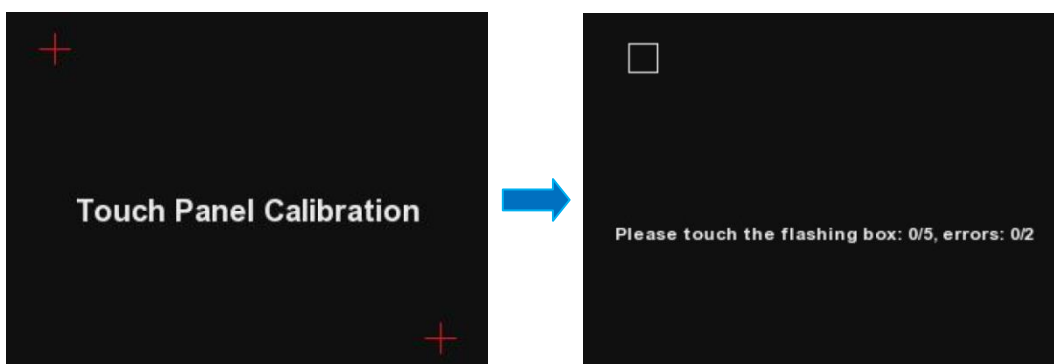 Touch Panel Calibration
Please touch the flashing box: 0/5, errors: 0/2